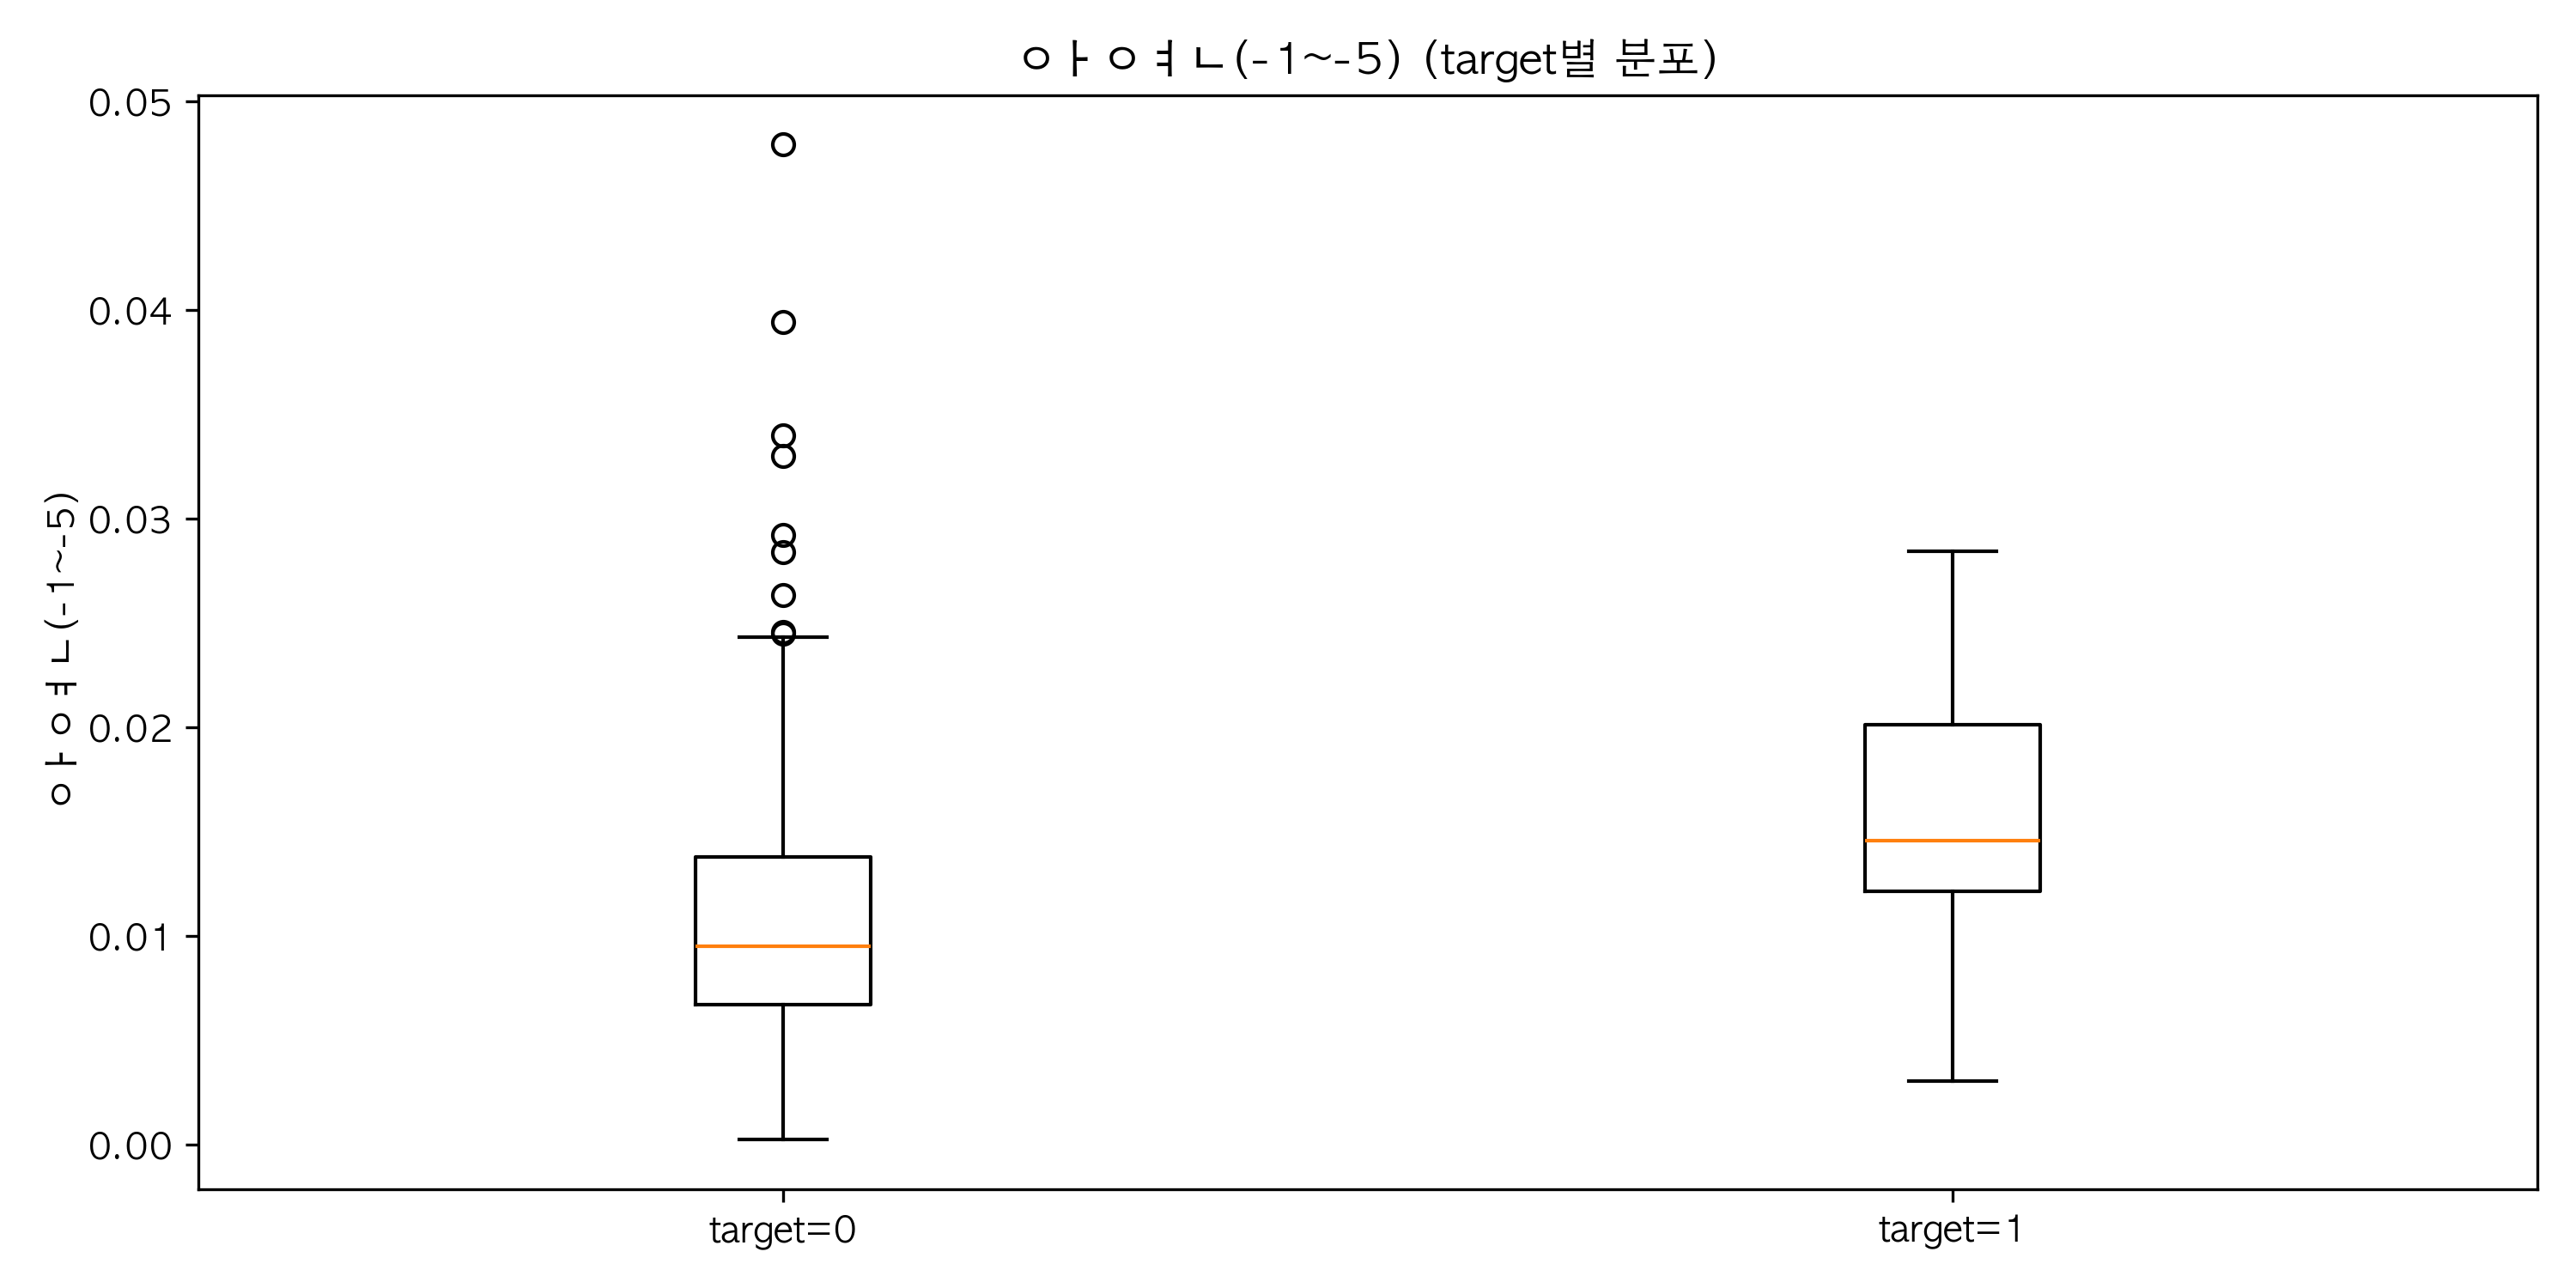 ㅇㅏㅇㅕㄴ(-1~-5) (target별 분포)
ㅇㅏㅇㅕㄴ(-1~-5)
0.05
0.04
0.03
0.02
0.01
0.00
target=0
target=1